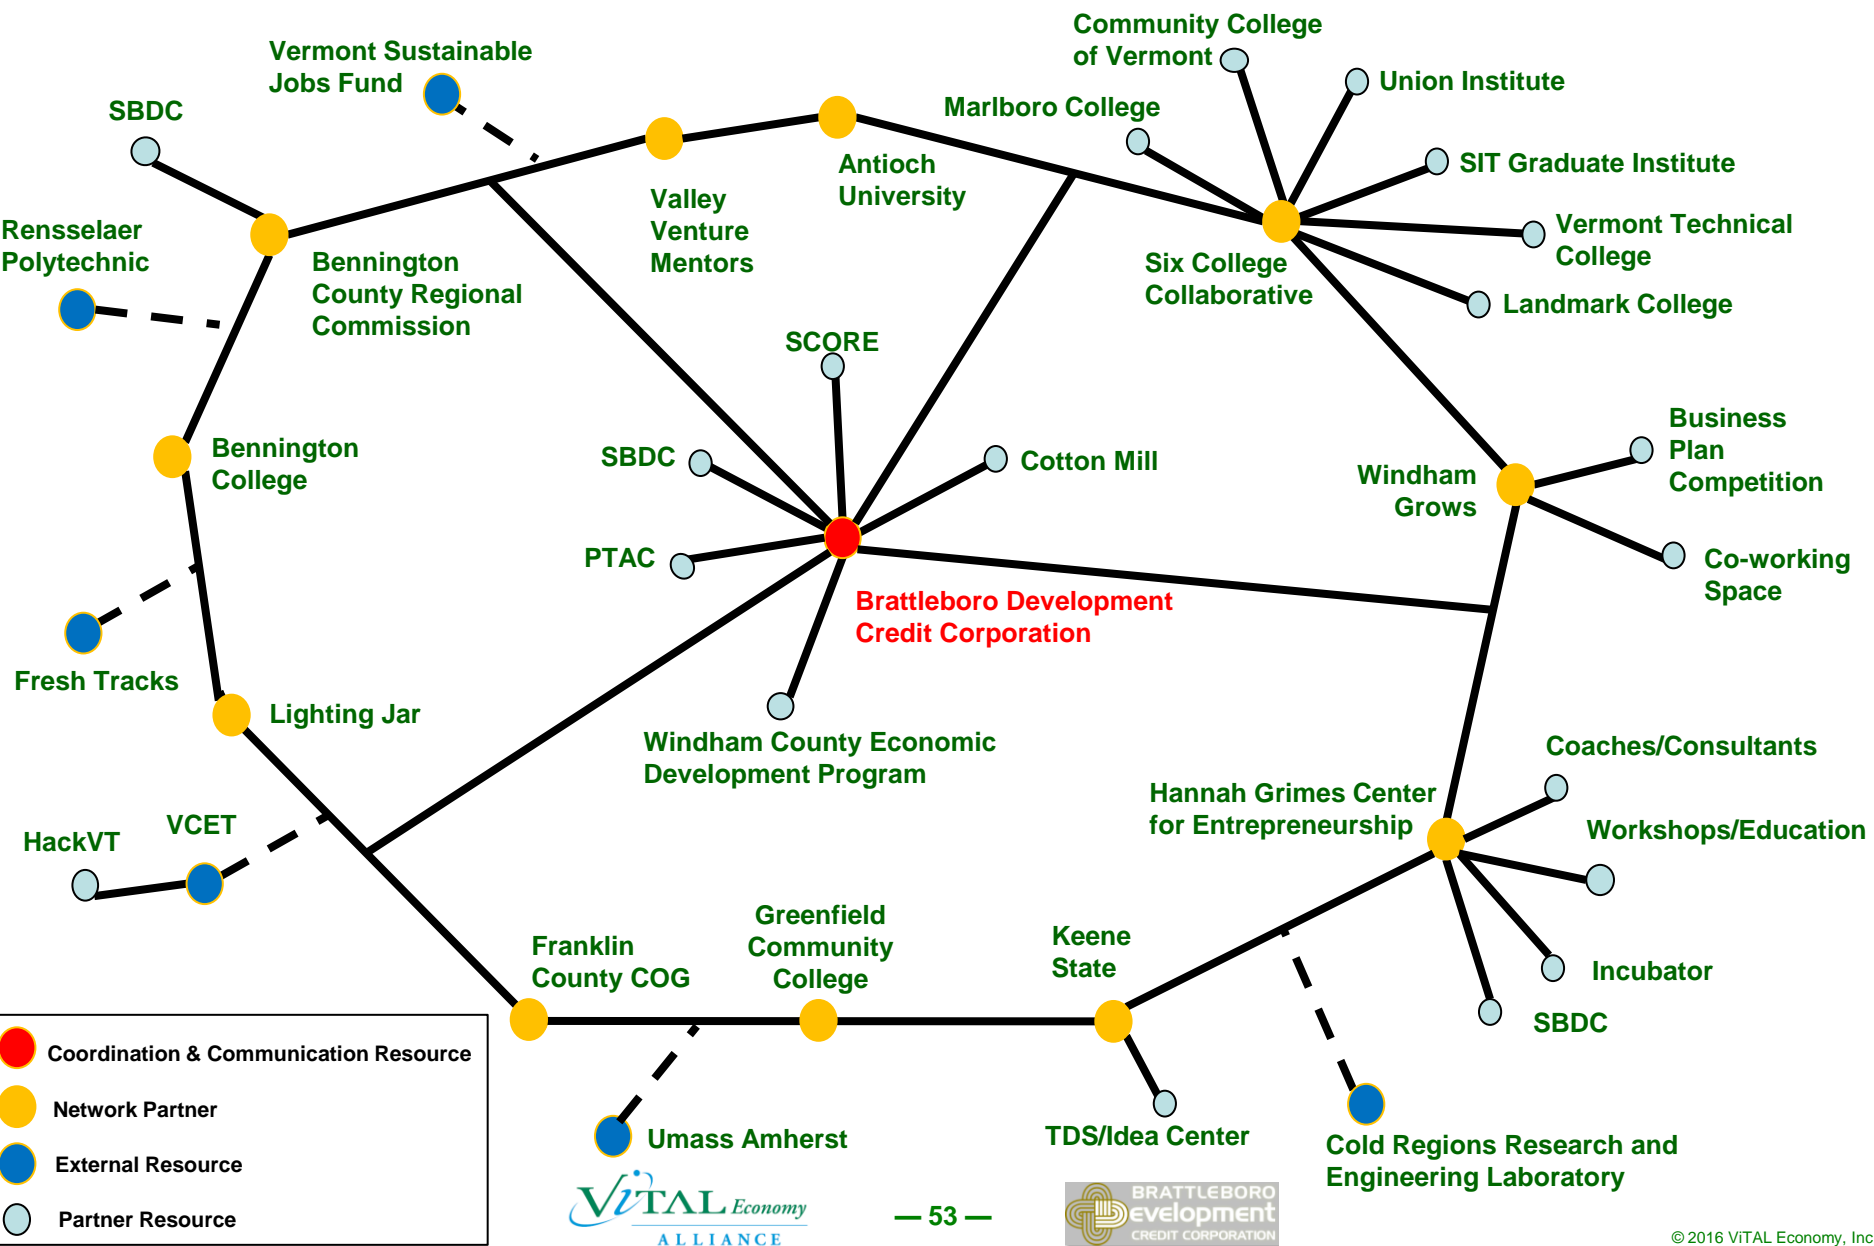 Community College
of Vermont
Vermont Sustainable
Jobs Fund
Union Institute
SBDC
Marlboro College
SIT Graduate Institute
Antioch
University
Valley
Venture
Mentors
Rensselaer
Polytechnic
Vermont Technical
College
Bennington
County Regional
Commission
Six College
Collaborative
Landmark College
SCORE
Bennington
College
SBDC
Cotton Mill
Windham
Grows
Business
Plan
Competition
PTAC
Co-working
Space
Brattleboro Development
Credit Corporation
Fresh Tracks
Lighting Jar
Windham County Economic
Development Program
Coaches/Consultants
Hannah Grimes Center
for Entrepreneurship
Workshops/Education
HackVT
VCET
Greenfield
Community
College
Franklin
County COG
Keene
State
Incubator
SBDC
Coordination & Communication Resource
Network Partner
External Resource
Partner Resource
Umass Amherst
TDS/Idea Center
Cold Regions Research and
Engineering Laboratory
ViTAL Economy
ALLIANCE
— 53 —
BRATTLEBORO
Development
CREDIT CORPORATION
© 2016 ViTAL Economy, Inc